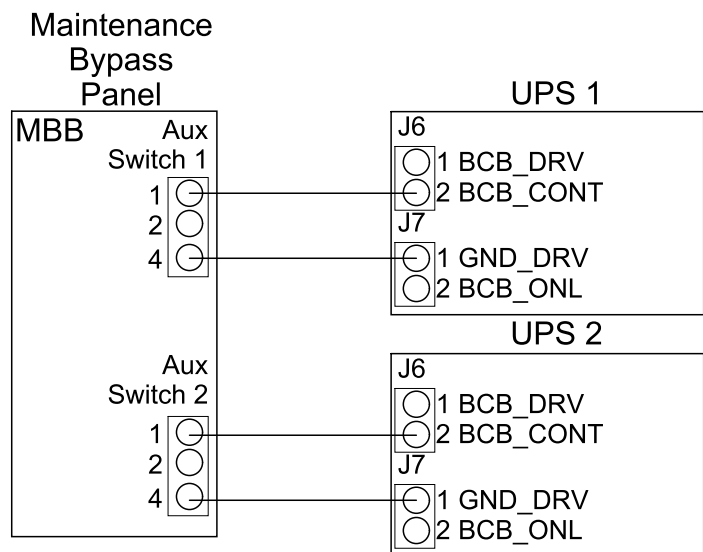 Maintenance
Bypass
Panel
MBB
Aux
Switch 1
1
2
4
Aux
Switch 2
1
2
4
UPS 1
J6
1 BCB_DRV
2 BCB_CONT
J7
1 GND_DRV
2 BCB_ONL
UPS 2
J6
1 BCB_DRV
2 BCB_CONT
J7
1 GND_DRV
2 BCB_ONL